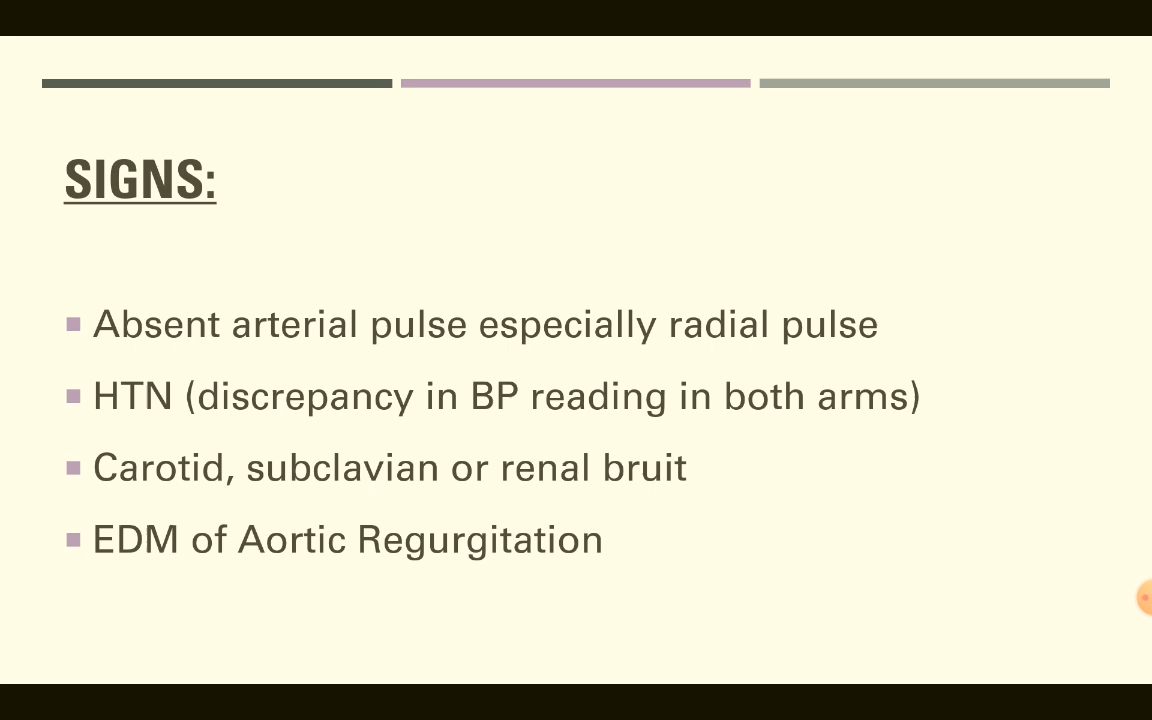 SIGNS:
Absent arterial pulse especially radial pulse
HTN (discrepancy in BP reading in both arms)
Carotid, subclavian or renal bruit
EDM of Aortic Regurgitation